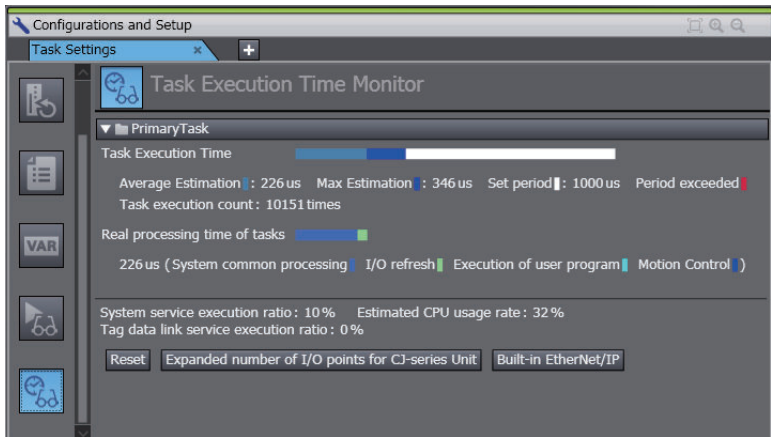 Configurations and Setup
Task Settings × +
Task Execution Time Monitor
▼ PrimaryTask
Task Execution Time
Average Estimation : 226 us Max Estimation : 346 us Set period : 1000 us Period exceeded
Task execution count : 10151 times
Real processing time of tasks
226 us ( System common processing I/O refresh Execution of user program Motion Control )
VAR
System service execution ratio : 10 % Estimated CPU usage rate : 32 %
Tag data link service execution ratio : 0 %
Reset Expanded number of I/O points for CJ-series Unit Built-in EtherNet/IP